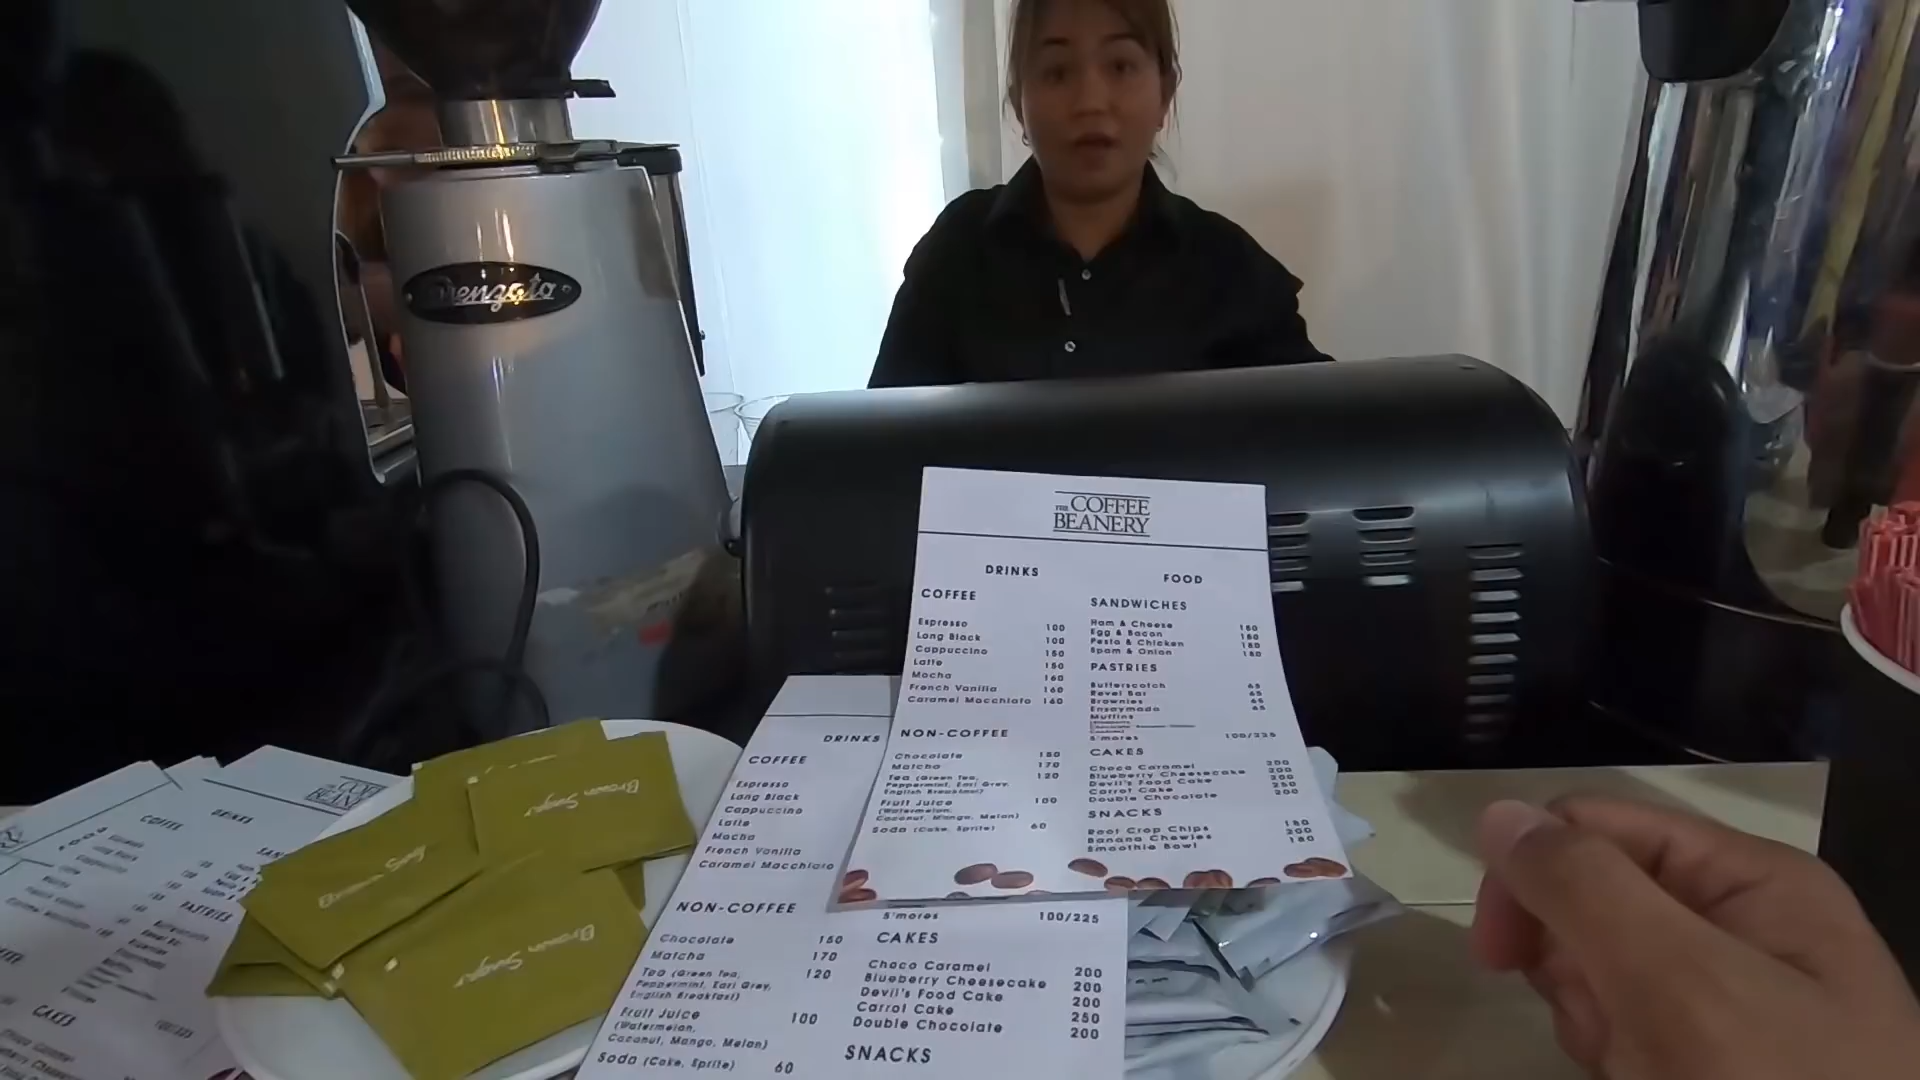 THE COFFEE
BEANERY
DRINKS
FOOD
COFFEE
Espresso 100
Long Black 100
Cappuccino 150
Latte 150
Mocha 160
French Vanilla 160
Caramel Macchiato 160
NON-COFFEE
Chocolate 150
Matcha 170
Tea (Green Tea, 120
Peppermint, Earl Grey,
English Breakfast)
Fruit Juice 100
(Watermelon,
Coconut, Mango, Melon)
Soda (Coke, Sprite) 60
SANDWICHES
Ham & Cheese 180
Egg & Bacon 180
Pesto & Chicken 180
Spam & Onion 180
PASTRIES
Butterscotch 65
Revel Bar 65
Brownies 65
Ensaymada 65
Muffins
S'mores 100/225
CAKES
Choco Caramel 200
Blueberry Cheesecake 200
Devil's Food Cake 200
Carrot Cake 250
Double Chocolate 200
SNACKS
Root Crop Chips 180
Banana Chewies 200
Smoothie Bowl 180
DRINKS
COFFEE
Espresso
Long Black
Cappuccino
Latte
Mocha
French Vanilla
Caramel Macchiato
NON-COFFEE
Chocolate 150
Matcha 170
Tea (Green Tea, 120
Peppermint, Earl Grey,
English Breakfast)
Fruit Juice 100
(Watermelon,
Coconut, Mango, Melon)
Soda (Coke, Sprite) 60
S'mores 100/225
CAKES
Choco Caramel 200
Blueberry Cheesecake 200
Devil's Food Cake 200
Carrot Cake 250
Double Chocolate 200
SNACKS
Brown Sugar
Brown Sugar
Brown Sugar
COFFEE
DRINKS
PASTRIES
CAKES